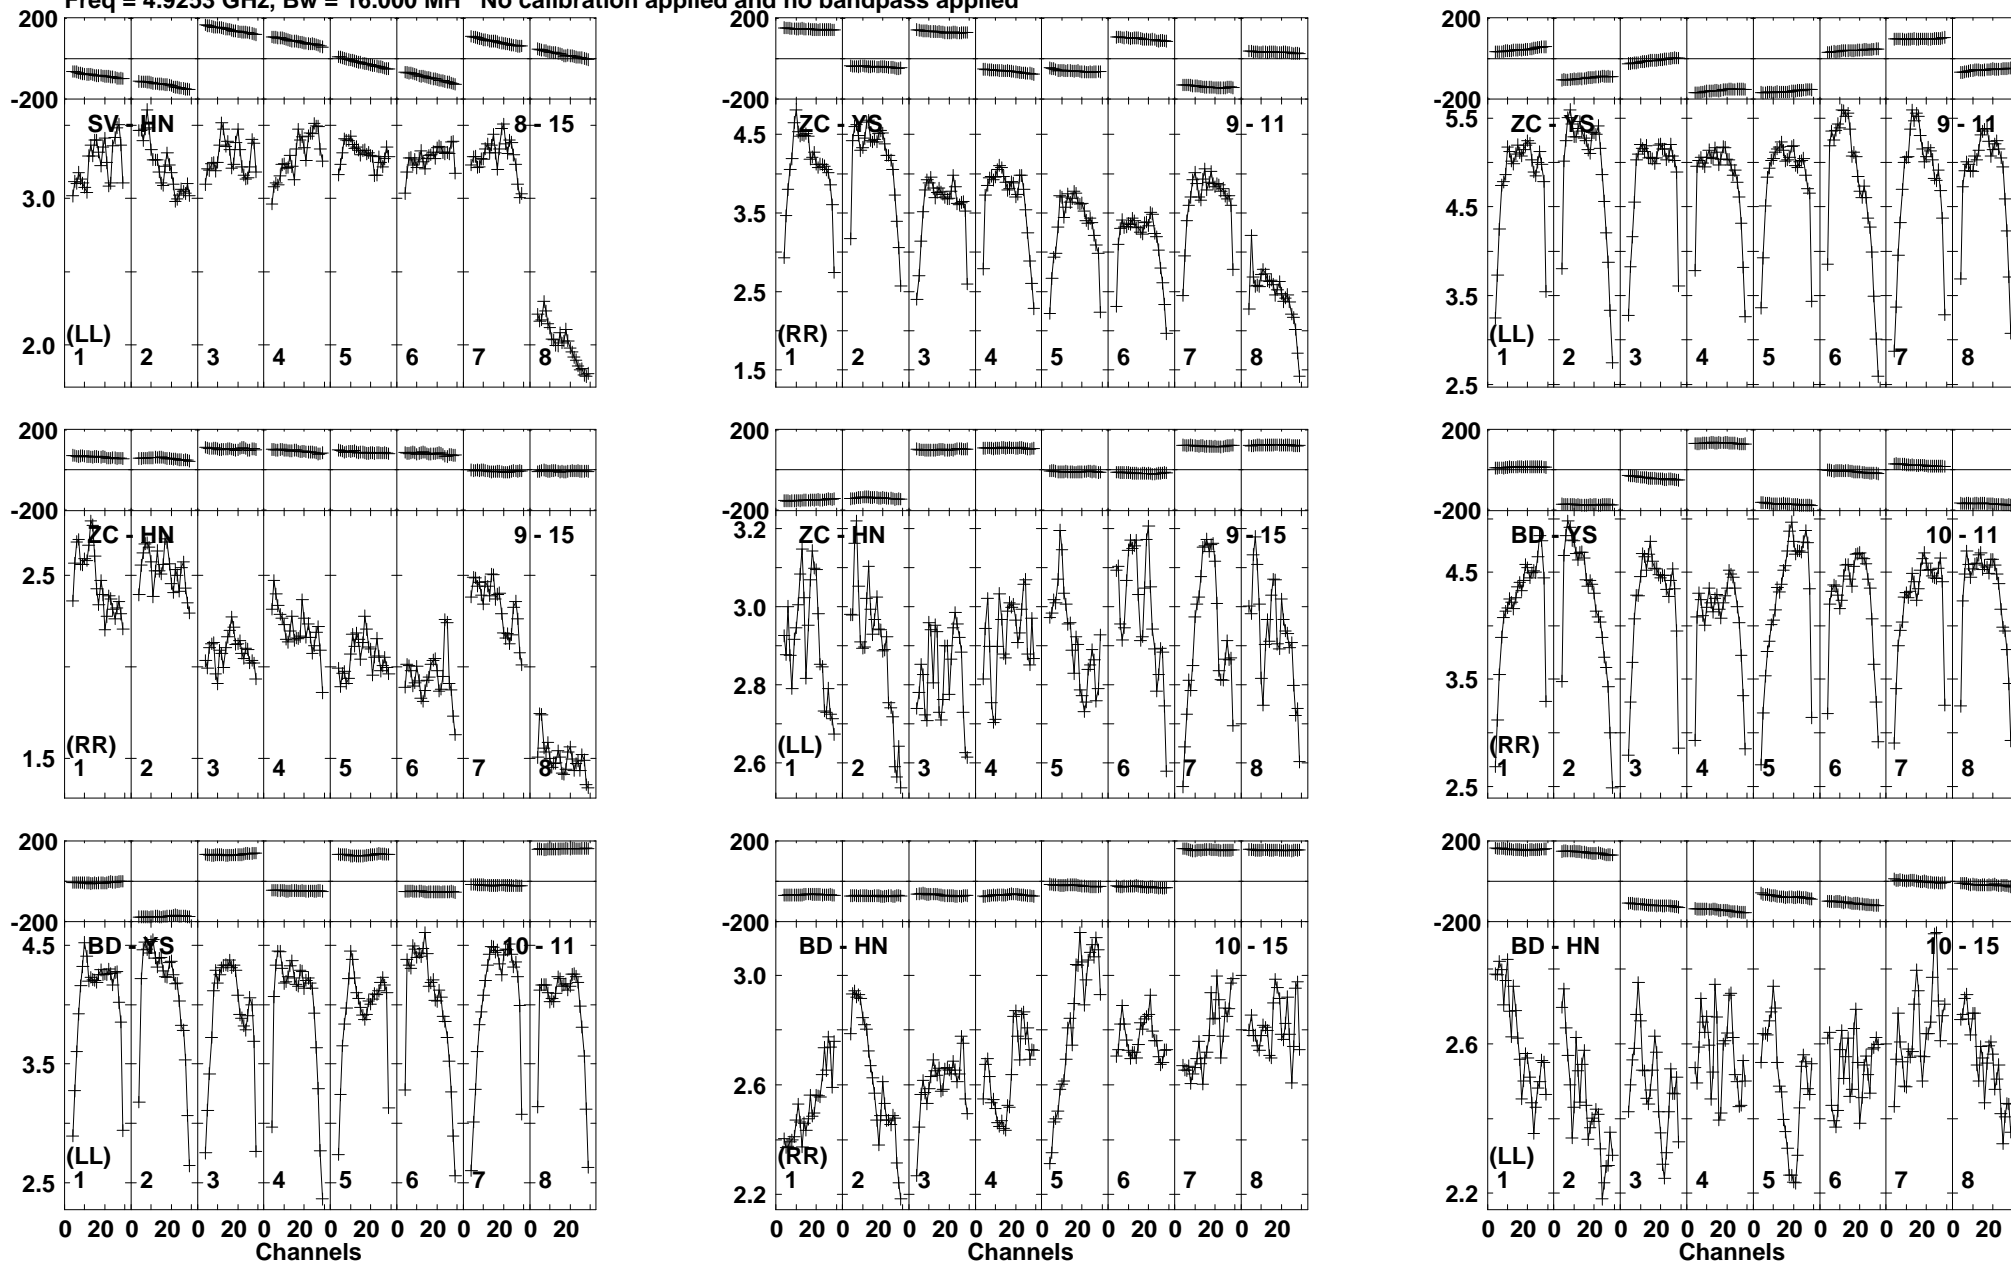 Freq = 4.9253 GHz, Bw = 16.000 MH No calibration applied and no bandpass applied
200 200 200
-200 -200 -200
SV - HN 8 - 15 ZC - YS 9 - 11 ZC - YS 9 - 11
4.5 5.5
3.0 3.5 4.5
2.5 3.5
2.0 1.5 2.5
(LL) (RR) (LL)
1 2 3 4 5 6 7 8 1 2 3 4 5 6 7 8 1 2 3 4 5 6 7 8
200 200 200
-200 -200 -200
ZC - HN 9 - 15 ZC - HN 9 - 15 BD - YS 10 - 11
3.2
2.5 3.0 4.5
2.8 3.5
1.5 2.6 2.5
(RR) (LL) (RR)
1 2 3 4 5 6 7 8 1 2 3 4 5 6 7 8 1 2 3 4 5 6 7 8
200 200 200
-200 -200 -200
BD - YS 10 - 11 BD - HN 10 - 15 BD - HN 10 - 15
4.5 3.0
3.5 2.6 2.6
2.5 2.2 2.2
(LL) (RR) (LL)
1 2 3 4 5 6 7 8 1 2 3 4 5 6 7 8 1 2 3 4 5 6 7 8
0 20 0 20 0 20 0 20 0 20 0 20 0 20 0 20 0 20 0 20 0 20 0 20 0 20 0 20 0 20 0 20 0 20 0 20 0 20 0 20 0 20 0 20 0 20 0 20
Channels Channels Channels